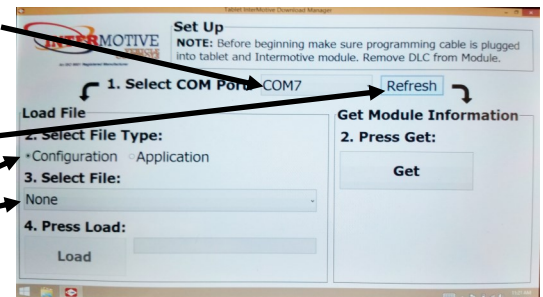 Tablet InterMotive Download Manager
INTERMOTIVE
Set Up
NOTE: Before beginning make sure programming cable is plugged
into tablet and Intermotive module. Remove DLC from Module.
1. Select COM Port COM7 Refresh
Load File
2. Select File Type:
Configuration Application
3. Select File:
None
4. Press Load:
Load
Get Module Information
2. Press Get:
Get